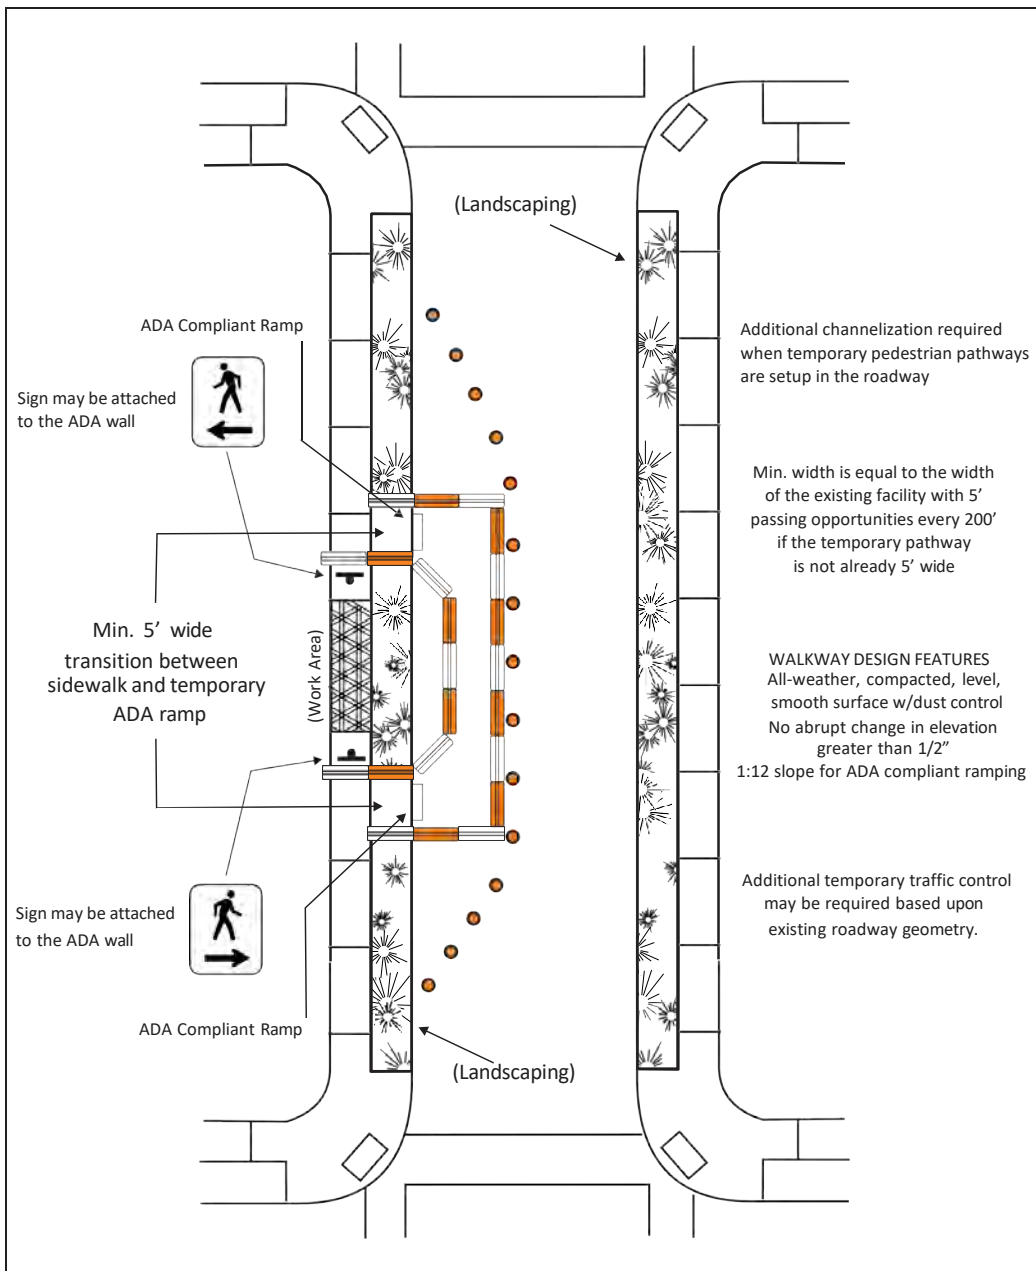 (Landscaping)
ADA Compliant Ramp
Sign may be attached
to the ADA wall
Min. 5’ wide
transition between
sidewalk and temporary
ADA ramp
(Work Area)
Sign may be attached
to the ADA wall
ADA Compliant Ramp
(Landscaping)
Additional channelization required
when temporary pedestrian pathways
are setup in the roadway
Min. width is equal to the width
of the existing facility with 5’
passing opportunities every 200’
if the temporary pathway
is not already 5’ wide
WALKWAY DESIGN FEATURES
All-weather, compacted, level,
smooth surface w/dust control
No abrupt change in elevation
greater than 1/2”
1:12 slope for ADA compliant ramping
Additional temporary traffic control
may be required based upon
existing roadway geometry.